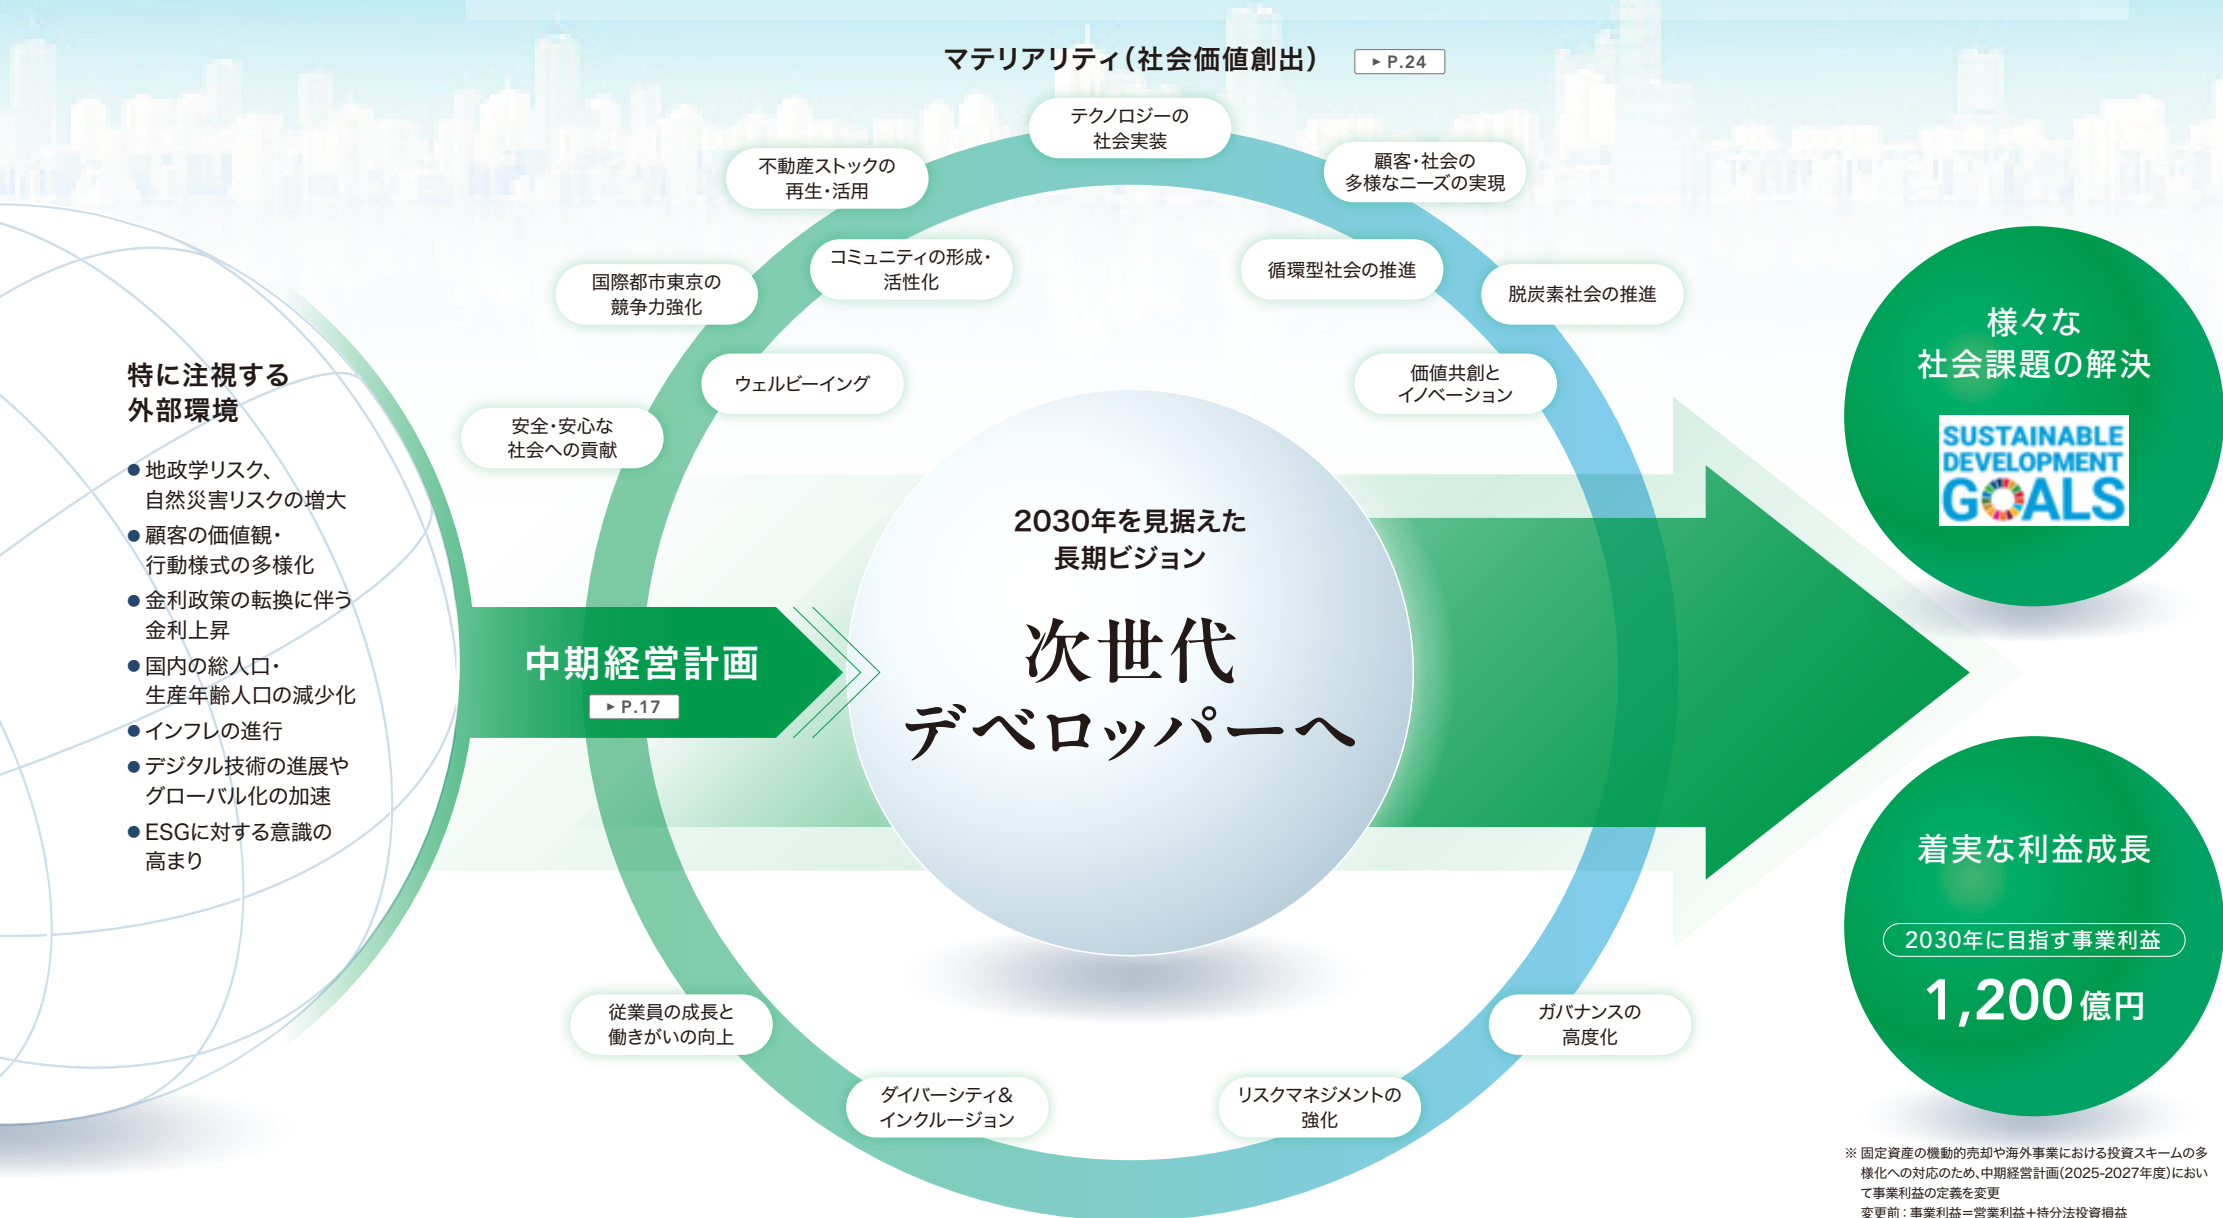 マテリアリティ(社会価値創出)
▶ P.24
テクノロジーの
社会実装
不動産ストックの
再生・活用
顧客・社会の
多様なニーズの実現
コミュニティの形成・
活性化
循環型社会の推進
国際都市東京の
競争力強化
脱炭素社会の推進
ウェルビーイング
価値共創と
イノベーション
安全・安心な
社会への貢献
特に注視する
外部環境
●地政学リスク、
自然災害リスクの増大
●顧客の価値観・
行動様式の多様化
●金利政策の転換に伴う
金利上昇
●国内の総人口・
生産年齢人口の減少化
●インフレの進行
●デジタル技術の進展や
グローバル化の加速
●ESGに対する意識の
高まり
中期経営計画
▶ P.17
2030年を見据えた
長期ビジョン
次世代
デベロッパーへ
従業員の成長と
働きがいの向上
ダイバーシティ&
インクルージョン
リスクマネジメントの
強化
ガバナンスの
高度化
様々な
社会課題の解決
SUSTAINABLE
DEVELOPMENT
GOALS
着実な利益成長
2030年に目指す事業利益
1,200億円
※ 固定資産の機動的売却や海外事業における投資スキームの多
様化への対応のため、中期経営計画(2025-2027年度)におい
て事業利益の定義を変更
変更前:事業利益=営業利益+持分法投資損益